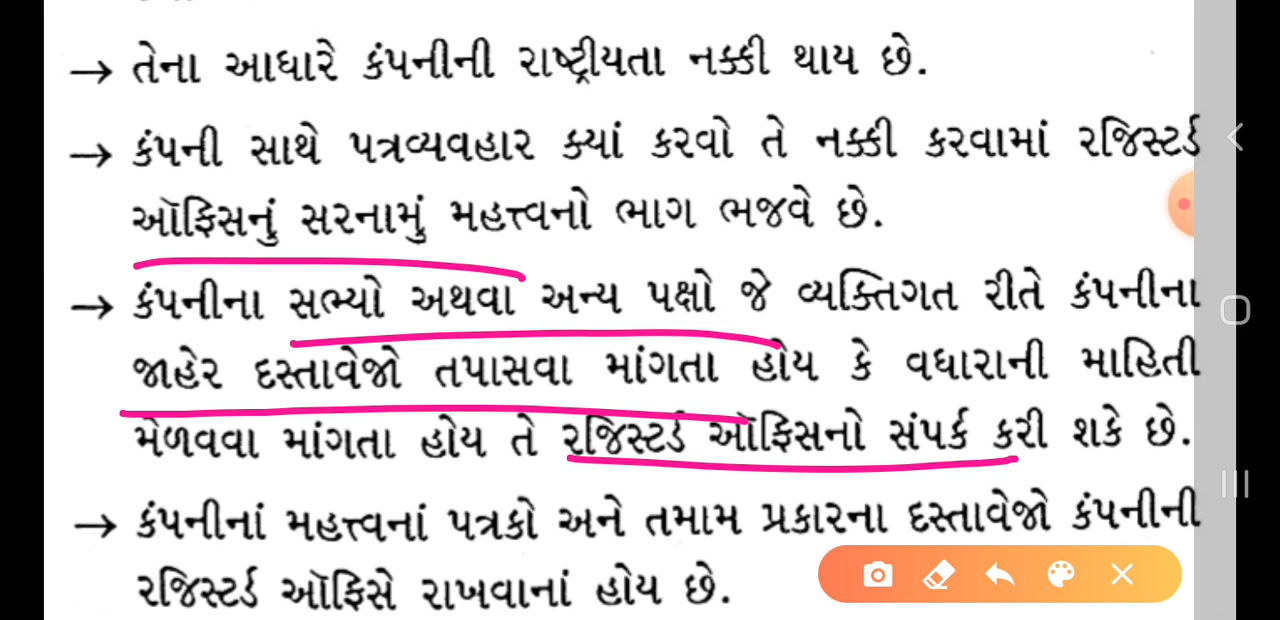 → તેના આધારે કંપનીની રાષ્ટ્રીયતા નક્કી થાય છે.
→ કંપની સાથે પત્રવ્યવહાર ક્યાં કરવો તે નક્કી કરવામાં રજિસ્ટર્ડ
ઑફિસનું સરનામું મહત્ત્વનો ભાગ ભજવે છે.
→ કંપનીના સભ્યો અથવા અન્ય પક્ષો જે વ્યક્તિગત રીતે કંપનીના
જાહેર દસ્તાવેજો તપાસવા માંગતા હોય કે વધારાની માહિતી
મેળવવા માંગતા હોય તે રજિસ્ટર્ડ ઑફિસનો સંપર્ક કરી શકે છે.
→ કંપનીનાં મહત્ત્વનાં પત્રકો અને તમામ પ્રકારના દસ્તાવેજો કંપનીની
રજિસ્ટર્ડ ઑફિસે રાખવાનાં હોય છે.